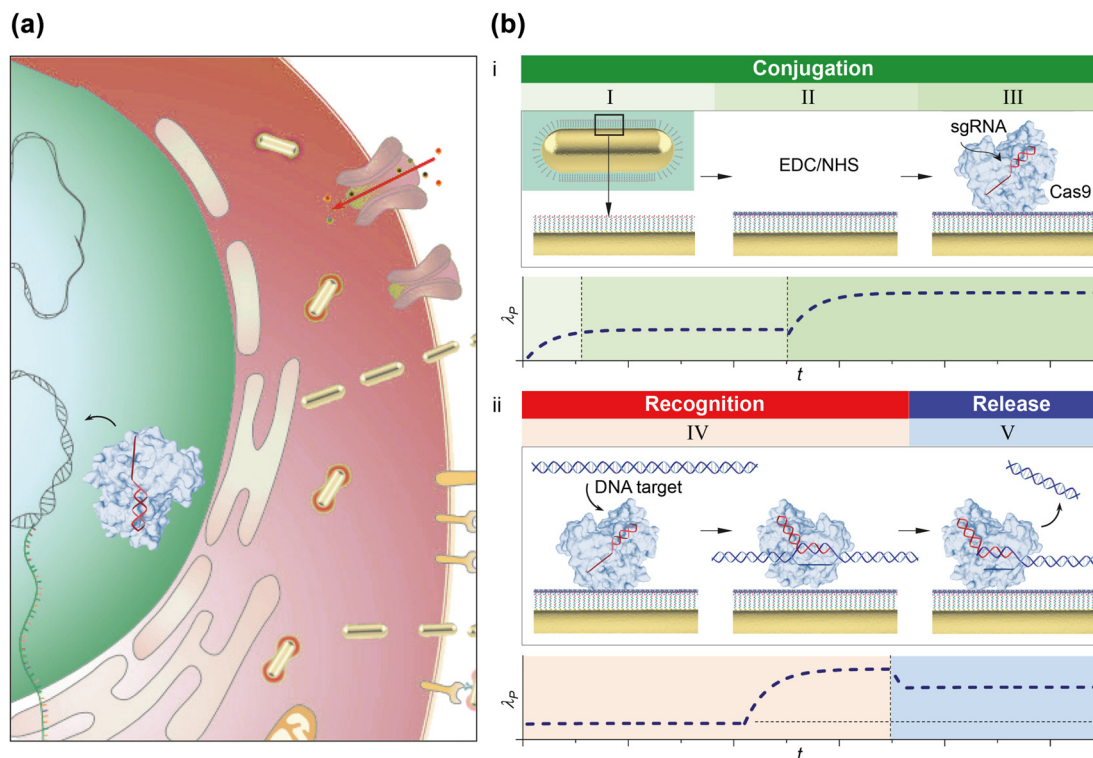 (a)
(b)
i
Conjugation
I II III
sgRNA
EDC/NHS
Cas9
λP
t
ii
Recognition Release
IV V
DNA target
λP
t